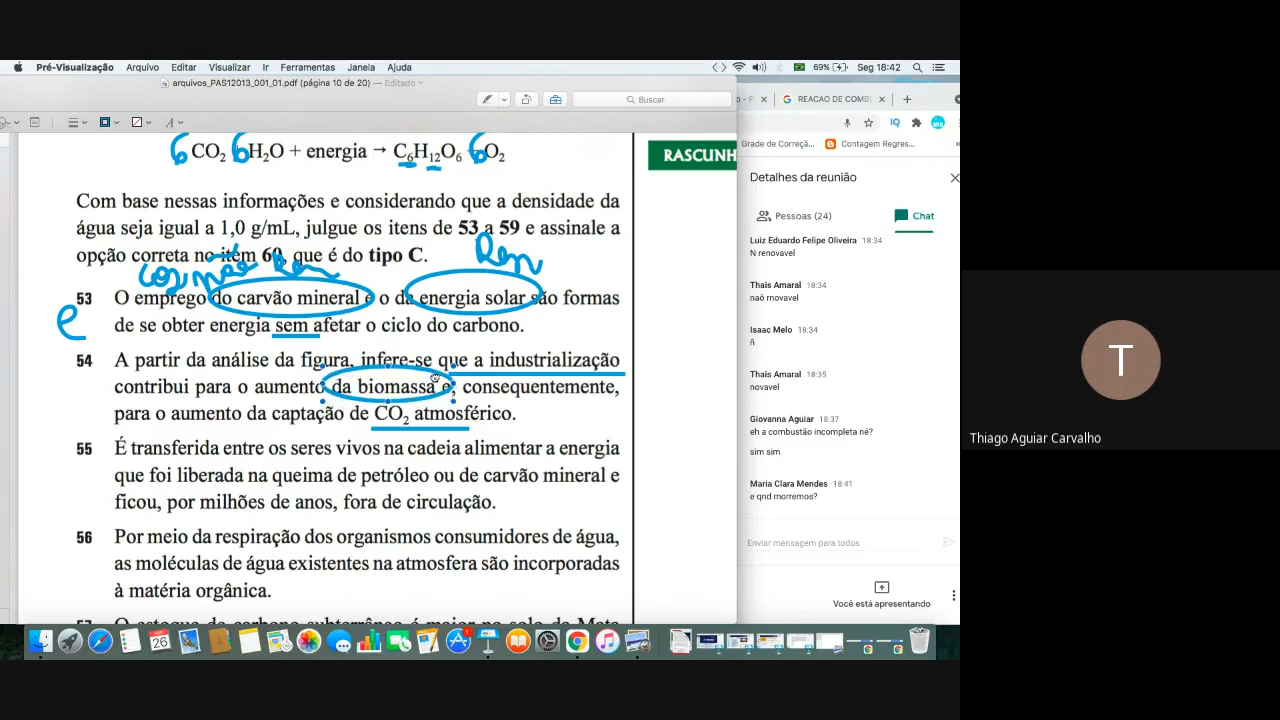 Pré-Visualização Arquivo Editar Visualizar Ir Ferramentas Janela Ajuda 69% Seg 18:42
arquivos_PAS12013_001_01.pdf (página 10 de 20) — Editado
Buscar
REACAO DE COMBU
Grade de Correçã... Contagem Regres...
6 CO₂ 6 H₂O + energia → C₆H₁₂O₆ 6 O₂
RASCUNH
Com base nessas informações e considerando que a densidade da
água seja igual a 1,0 g/mL, julgue os itens de 53 a 59 e assinale a
opção correta no item 60, que é do tipo C.
não Ren
Ren
53 O emprego do carvão mineral e o da energia solar são formas
de se obter energia sem afetar o ciclo do carbono.
e
54 A partir da análise da figura, infere-se que a industrialização
contribui para o aumento da biomassa e, consequentemente,
para o aumento da captação de CO₂ atmosférico.
55 É transferida entre os seres vivos na cadeia alimentar a energia
que foi liberada na queima de petróleo ou de carvão mineral e
ficou, por milhões de anos, fora de circulação.
56 Por meio da respiração dos organismos consumidores de água,
as moléculas de água existentes na atmosfera são incorporadas
à matéria orgânica.
Detalhes da reunião
Pessoas (24) Chat
Luiz Eduardo Felipe Oliveira 18:34
N renovavel
Thais Amaral 18:34
naõ rnovavel
Isaac Melo 18:34
ñ
Thais Amaral 18:35
novavel
Giovanna Aguiar 18:37
eh a combustão incompleta né?
sim sim
Maria Clara Mendes 18:41
e qnd morremos?
Enviar mensagem para todos
Você está apresentando
T
Thiago Aguiar Carvalho
26